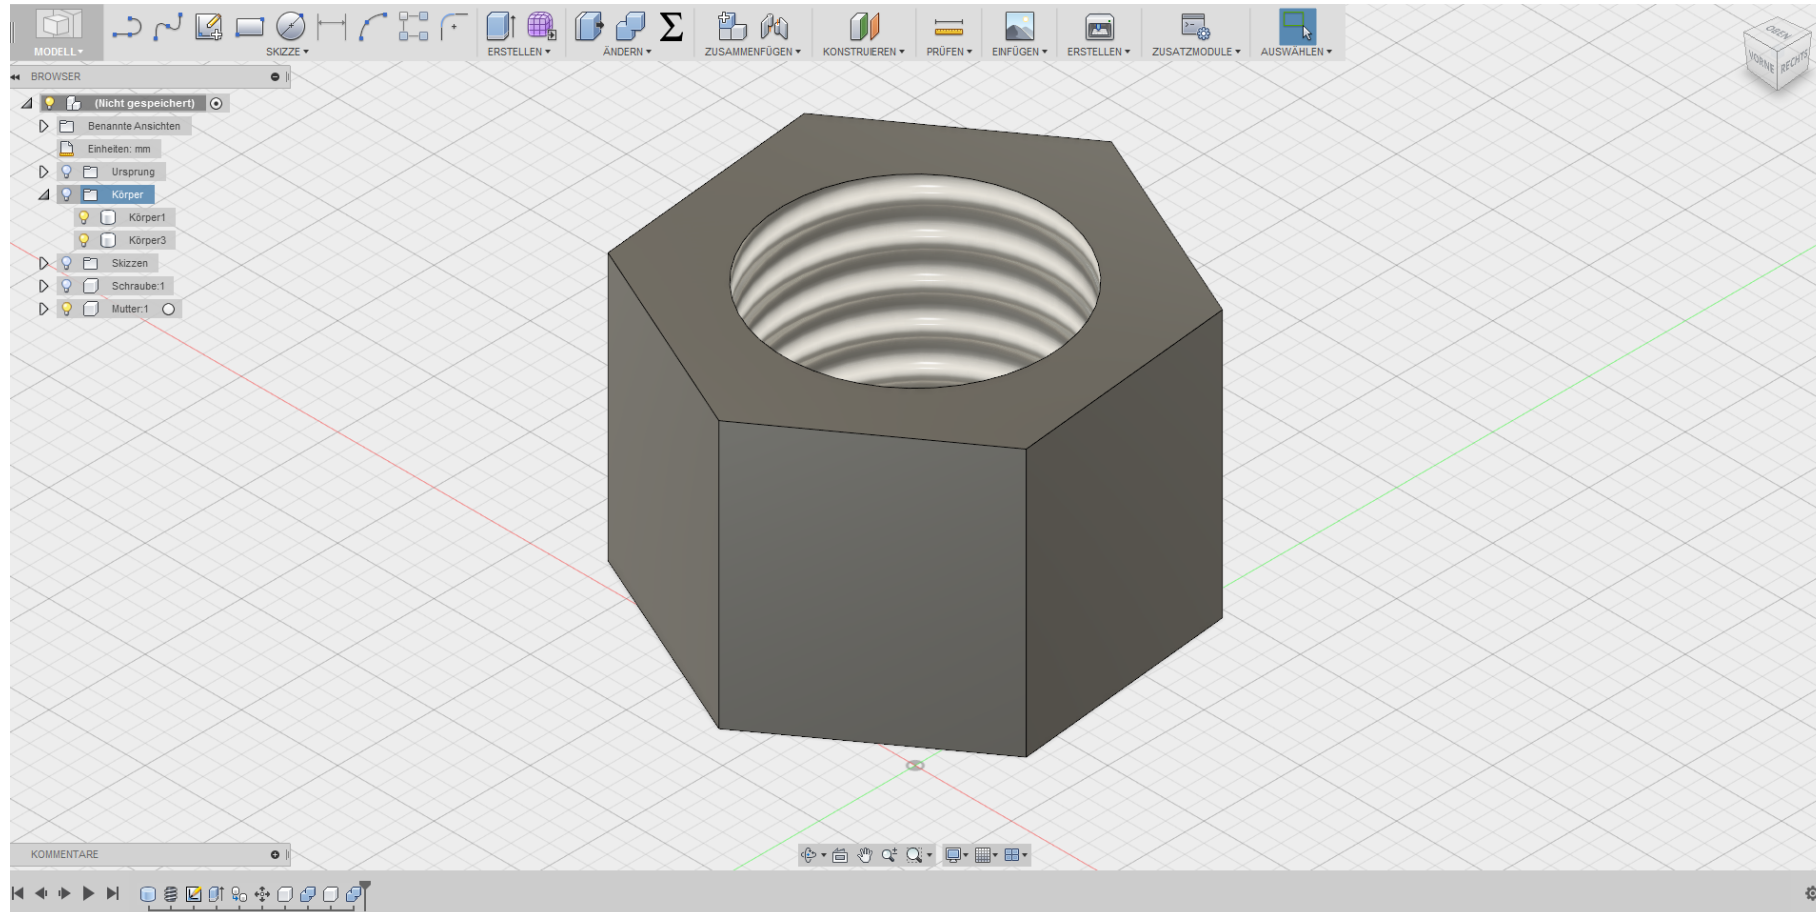 MODELL
SKIZZE
ERSTELLEN
ÄNDERN
ZUSAMMENFÜGEN
KONSTRUIEREN
PRÜFEN
EINFÜGEN
ERSTELLEN
ZUSATZMODULE
AUSWÄHLEN
OBEN
VORNE
RECHTS
BROWSER
(Nicht gespeichert)
Benannte Ansichten
Einheiten: mm
Ursprung
Körper
Körper1
Körper3
Skizzen
Schraube:1
Mutter:1
KOMMENTARE